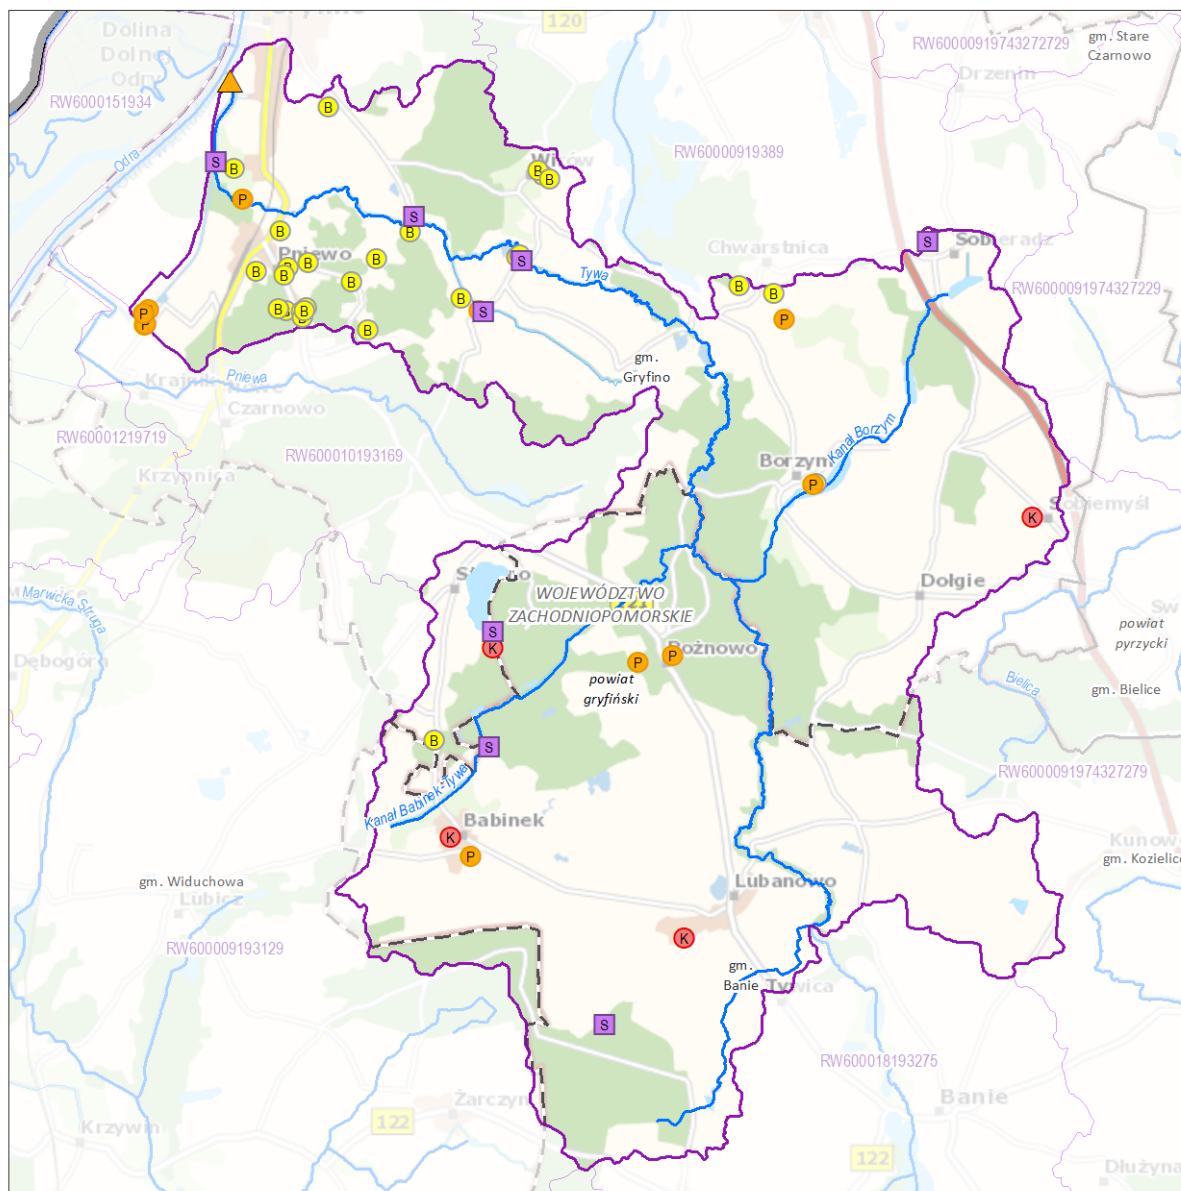 Dolina
Dolnej
Odry
120
gm. Stare
Czarnowo
RW60000919743272729
Drzenin
RW6000151934
Odra
B
S
B
P
B
B
RW60000919389
S
B
B
Pniewo
S
Tywa
Chwarstnica
S
Sobieradz
B
B
B
B
B
B
B
B
B
B
B
S
P
P
B
B
P
RW6000091974327229
gm.
Gryfino
Pniewa
Czarnowo
RW60001219719
RW600010193169
Krzypnica
Kanał Borzym
Borzym
P
K
Sobiemyśl
WOJEWÓDZTWO
ZACHODNIOPOMORSKIE
Dołgie
Marwicka Struga
Dębogóra
S
K
P
P
Rożnowo
powiat
gryfiński
powiat
pyrzycki
Bielica
gm. Bielice
B
S
RW6000091974327279
Kanał Babinek-Tywa
Babinek
K
P
Kunowo
gm. Kozielice
gm. Widuchowa
Lubicz
Lubanowo
RW600009193129
K
gm.
Banie
Tywica
S
RW600018193275
Żarczyn
122
Banie
Krzywin
122
Dłużyna